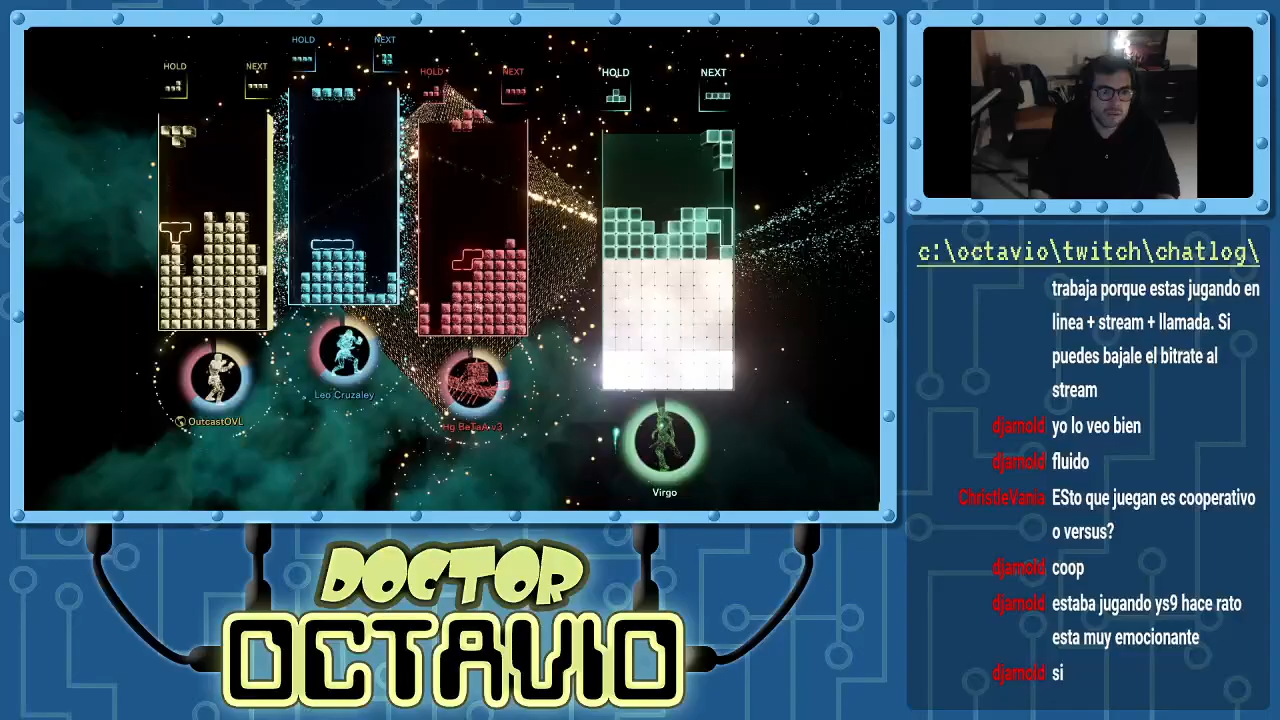 HOLD
NEXT
HOLD
NEXT
HOLD
NEXT
HOLD
NEXT
OutcastOVL
Leo Cruzaley
Hg BeTaA v3
Virgo
DOCTOR
OCTAVIO
c:\octavio\twitch\chatlog\
trabaja porque estas jugando en
linea + stream + llamada. Si
puedes bajale el bitrate al
stream
djarnold yo lo veo bien
djarnold fluido
ChristleVania ESto que juegan es cooperativo
o versus?
djarnold coop
djarnold estaba jugando ys9 hace rato
esta muy emocionante
djarnold si